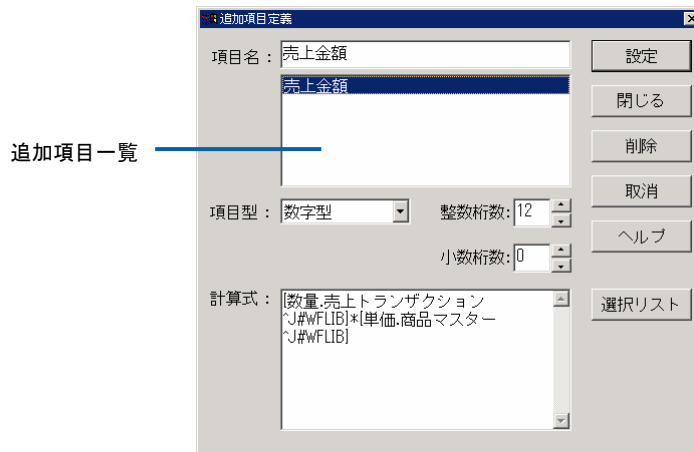 追加項目定義
項目名：
売上金額
設定
売上金額
閉じる
追加項目一覧
削除
取消
項目型：
数字型
整数桁数:
12
ヘルプ
小数桁数:
0
計算式：
[数量.売上トランザクション
^J#WFLIB]*[単価.商品マスター
^J#WFLIB]
選択リスト